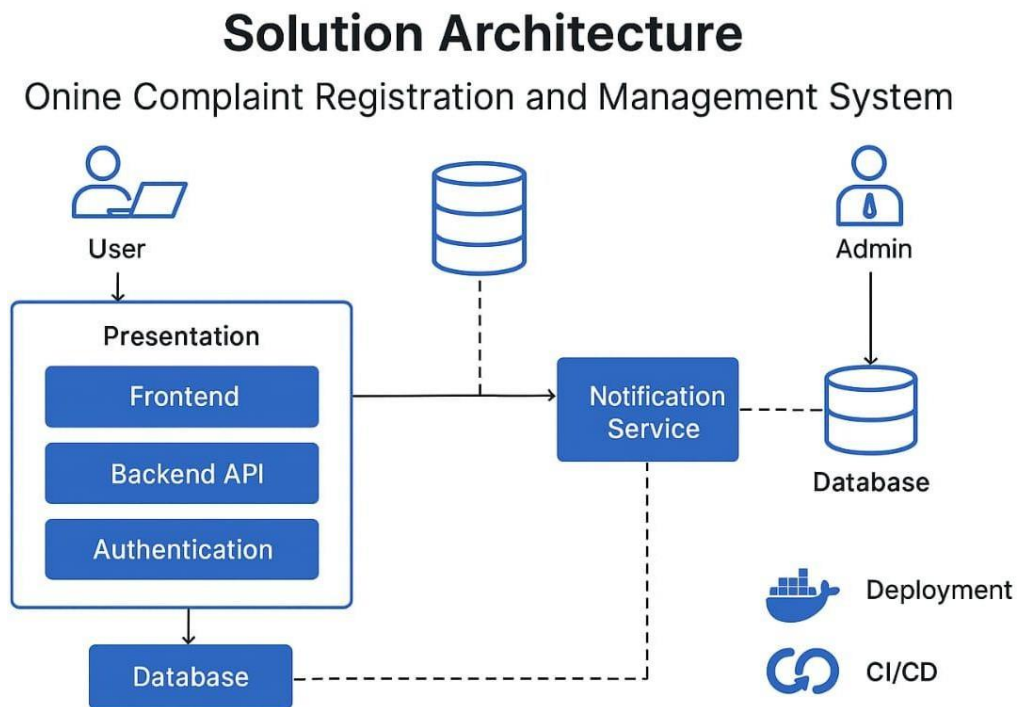 Solution Architecture
Onine Complaint Registration and Management System
User
Admin
Presentation
Frontend
Backend API
Authentication
Notification
Service
Database
Database
Deployment
CI/CD